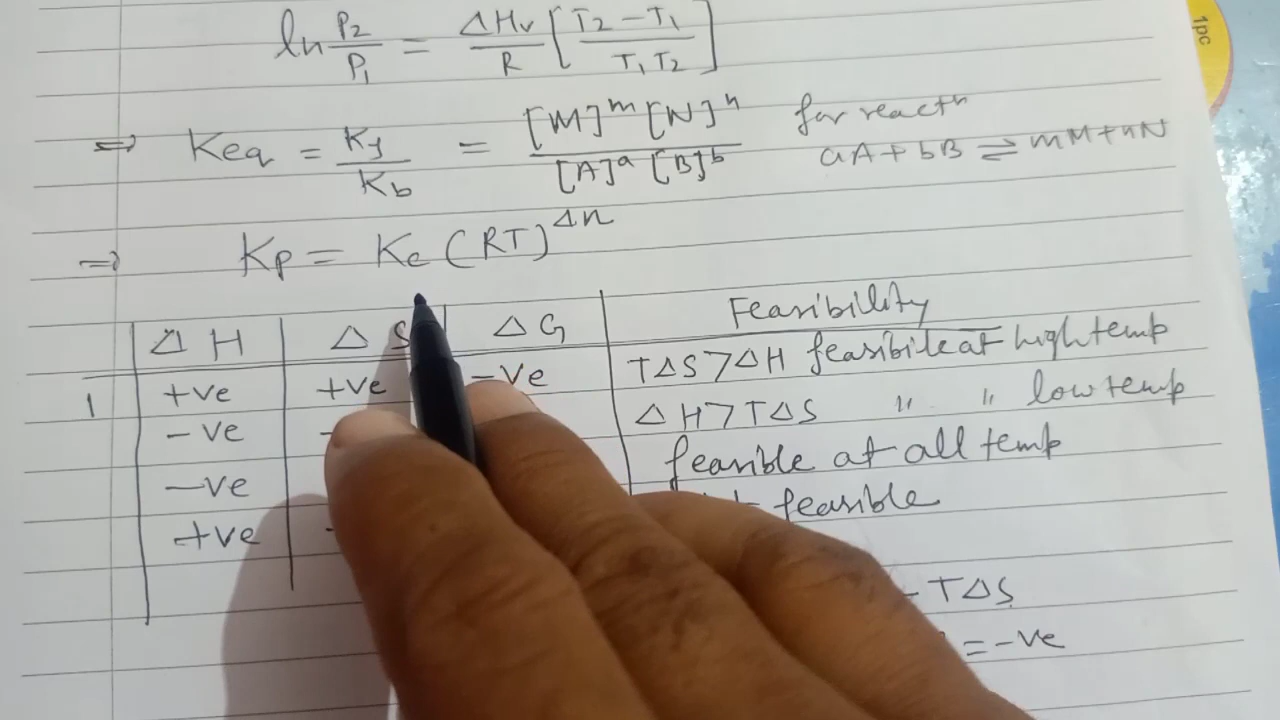 ln P₂/P₁ = ΔHv/R [T₂-T₁/T₁T₂]
⇒ Keq = Kf/Kb = [M]ᵐ[N]ⁿ/[A]ᵃ[B]ᵇ for reactⁿ
aA+bB ⇌ mM+nN
⇒ Kp = Kc (RT)^Δn
ΔH ΔS ΔG Feasibility
1 +ve +ve -ve TΔS>ΔH feasibile at high temp
-ve ΔH>TΔS " " low temp
-ve feasible at all temp
+ve feasible
- TΔS
= -ve
1pc